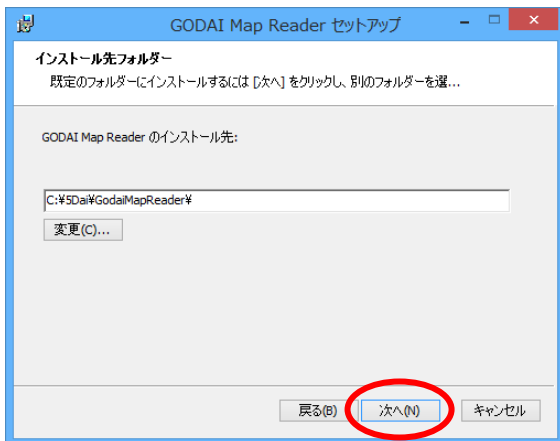 GODAI Map Reader セットアップ
インストール先フォルダー
既定のフォルダーにインストールするには [次へ] をクリックし、別のフォルダーを選...
GODAI Map Reader のインストール先:
C:¥5Dai¥GodaiMapReader¥
変更(C)...
戻る(B) 次へ(N) キャンセル